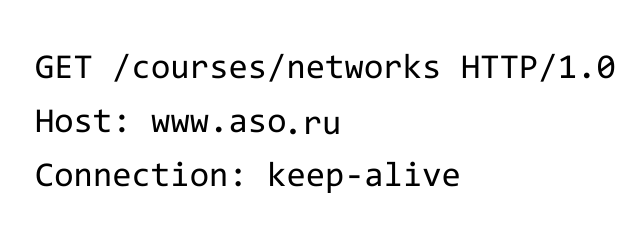 GET /courses/networks HTTP/1.0
Host: www.aso.ru
Connection: keep-alive